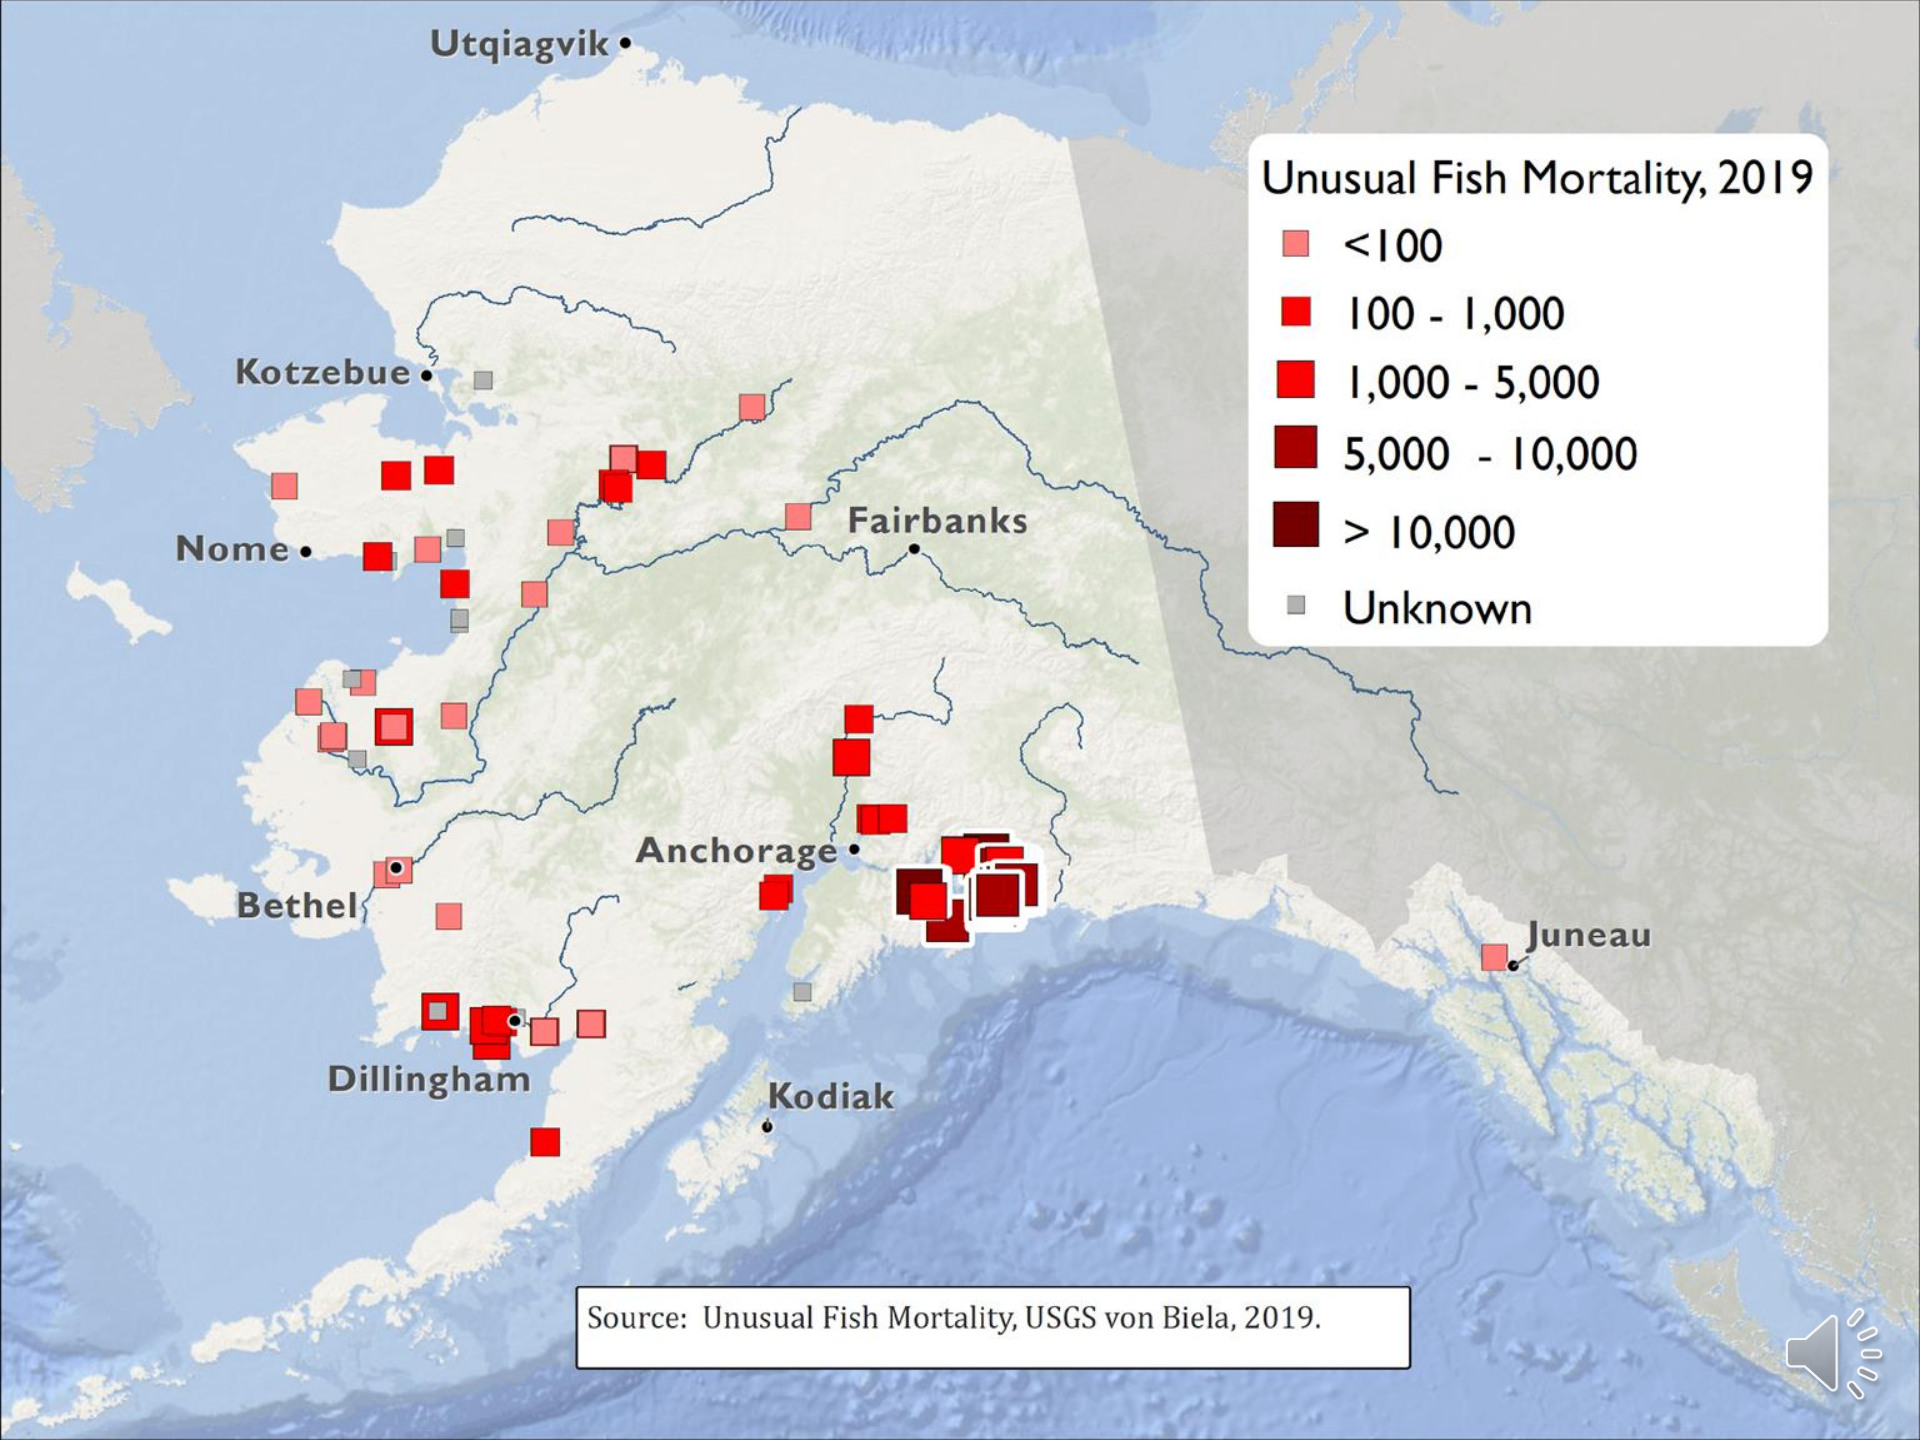 Utqiagvik
Unusual Fish Mortality, 2019
<100
100 - 1,000
1,000 - 5,000
5,000 - 10,000
> 10,000
Unknown
Kotzebue
Fairbanks
Nome
Anchorage
Bethel
Juneau
Dillingham
Kodiak
Source: Unusual Fish Mortality, USGS von Biela, 2019.